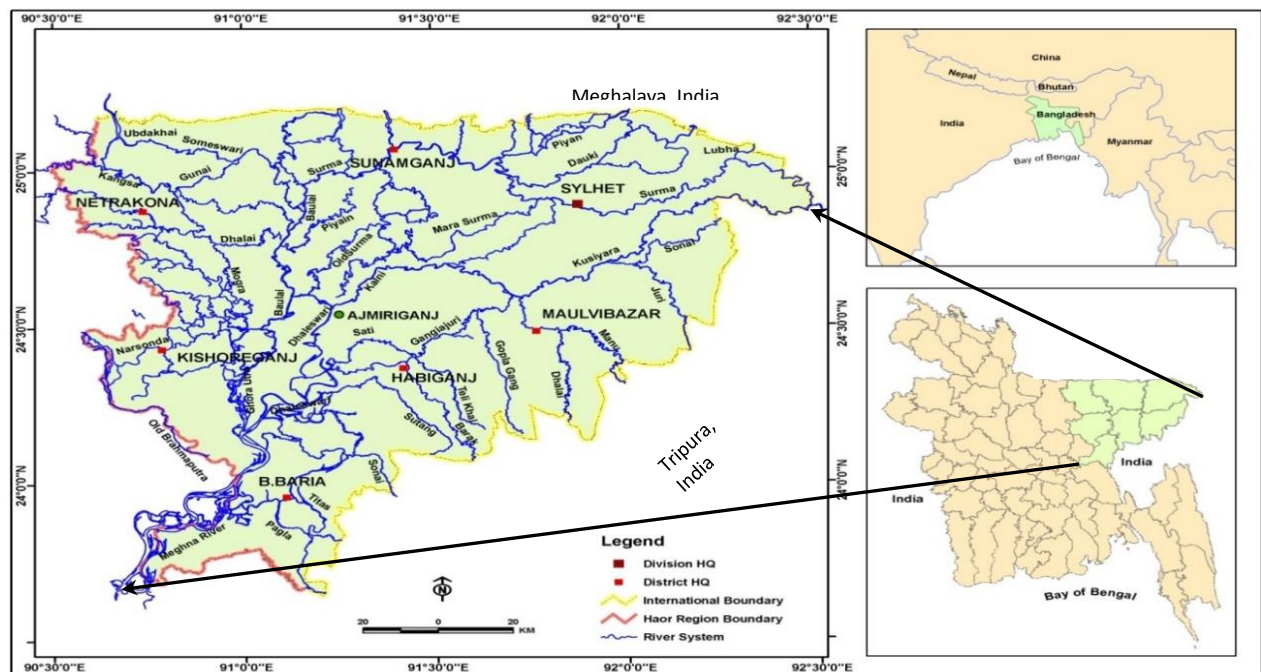 90°30'0"E
91°0'0"E
91°30'0"E
92°0'0"E
92°30'0"E
Meghalaya, India
Ubdakhai
Someswari
Gunai
Kangsa
NETRAKONA
Surma
SUNAMGANJ
Piyan
Dauki
Lubha
SYLHET
Surma
Baulai
Piyain
Dhalai
OldSurma
Mara Surma
Kusiyara
Sonai
Mogra
Kalni
Baulai
Dhaleswari
AJMIRIGANJ
Juri
MAULVIBAZAR
Sati
Gangiajuri
Manu
Narsonda
KISHOREGANJ
HABIGANJ
Gopla Gang
Dhalai
Ghora Utra
Dhaleswari
Teli Khal
Barak
Sutang
Old Brahmaputra
Sonai
B.BARIA
Titas
Pagla
Meghna River
Tripura,
India
25°0'0"N
24°30'0"N
24°0'0"N
25°0'0"N
24°30'0"N
24°0'0"N
Legend
Division HQ
District HQ
International Boundary
Haor Region Boundary
River System
N
20 0 20
KM
90°30'0"E
91°0'0"E
91°30'0"E
92°0'0"E
92°30'0"E
China
Nepal
Bhutan
Bangladesh
India
Myanmar
Bay of Bengal
India
India
Bay of Bengal